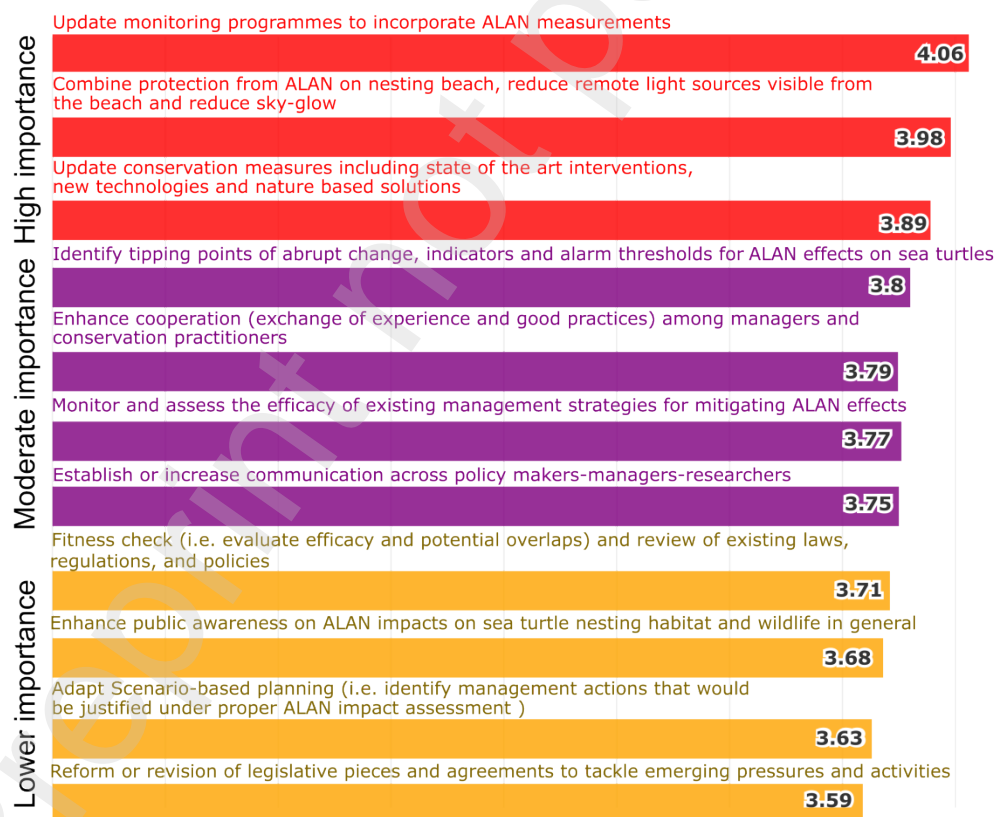 High importance
Update monitoring programmes to incorporate ALAN measurements
4.06
Combine protection from ALAN on nesting beach, reduce remote light sources visible from
the beach and reduce sky-glow
3.98
Update conservation measures including state of the art interventions,
new technologies and nature based solutions
3.89
Moderate importance
Identify tipping points of abrupt change, indicators and alarm thresholds for ALAN effects on sea turtles
3.8
Enhance cooperation (exchange of experience and good practices) among managers and
conservation practitioners
3.79
Monitor and assess the efficacy of existing management strategies for mitigating ALAN effects
3.77
Establish or increase communication across policy makers-managers-researchers
3.75
Lower importance
Fitness check (i.e. evaluate efficacy and potential overlaps) and review of existing laws,
regulations, and policies
3.71
Enhance public awareness on ALAN impacts on sea turtle nesting habitat and wildlife in general
3.68
Adapt Scenario-based planning (i.e. identify management actions that would
be justified under proper ALAN impact assessment )
3.63
Reform or revision of legislative pieces and agreements to tackle emerging pressures and activities
3.59
reprint not p